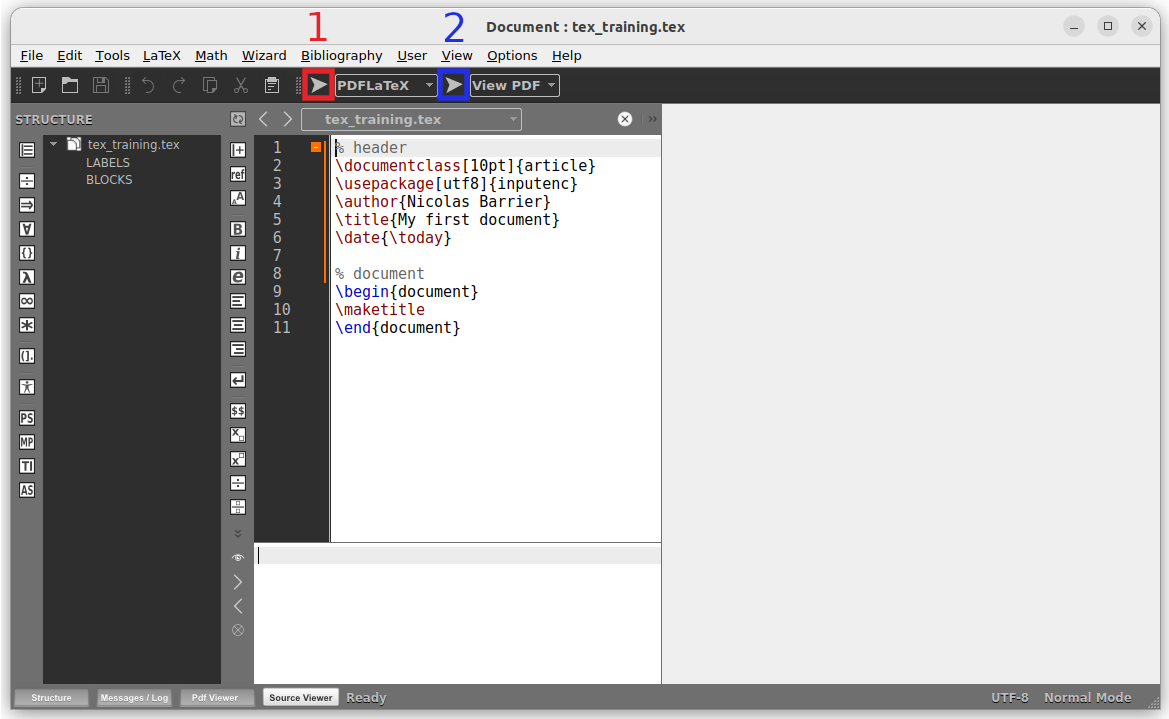 1 2
Document : tex_training.tex
File Edit Tools LaTeX Math Wizard Bibliography User View Options Help
PDFLaTeX View PDF
STRUCTURE
tex_training.tex
tex_training.tex
LABELS
BLOCKS
1 % header
2 \documentclass[10pt]{article}
3 \usepackage[utf8]{inputenc}
4 \author{Nicolas Barrier}
5 \title{My first document}
6 \date{\today}
7
8 % document
9 \begin{document}
10 \maketitle
11 \end{document}
ref
A A
B
i
e
$$
x
x
{}
λ
∞
PS
MP
TI
AS
Structure Messages / Log Pdf Viewer Source Viewer Ready UTF-8 Normal Mode